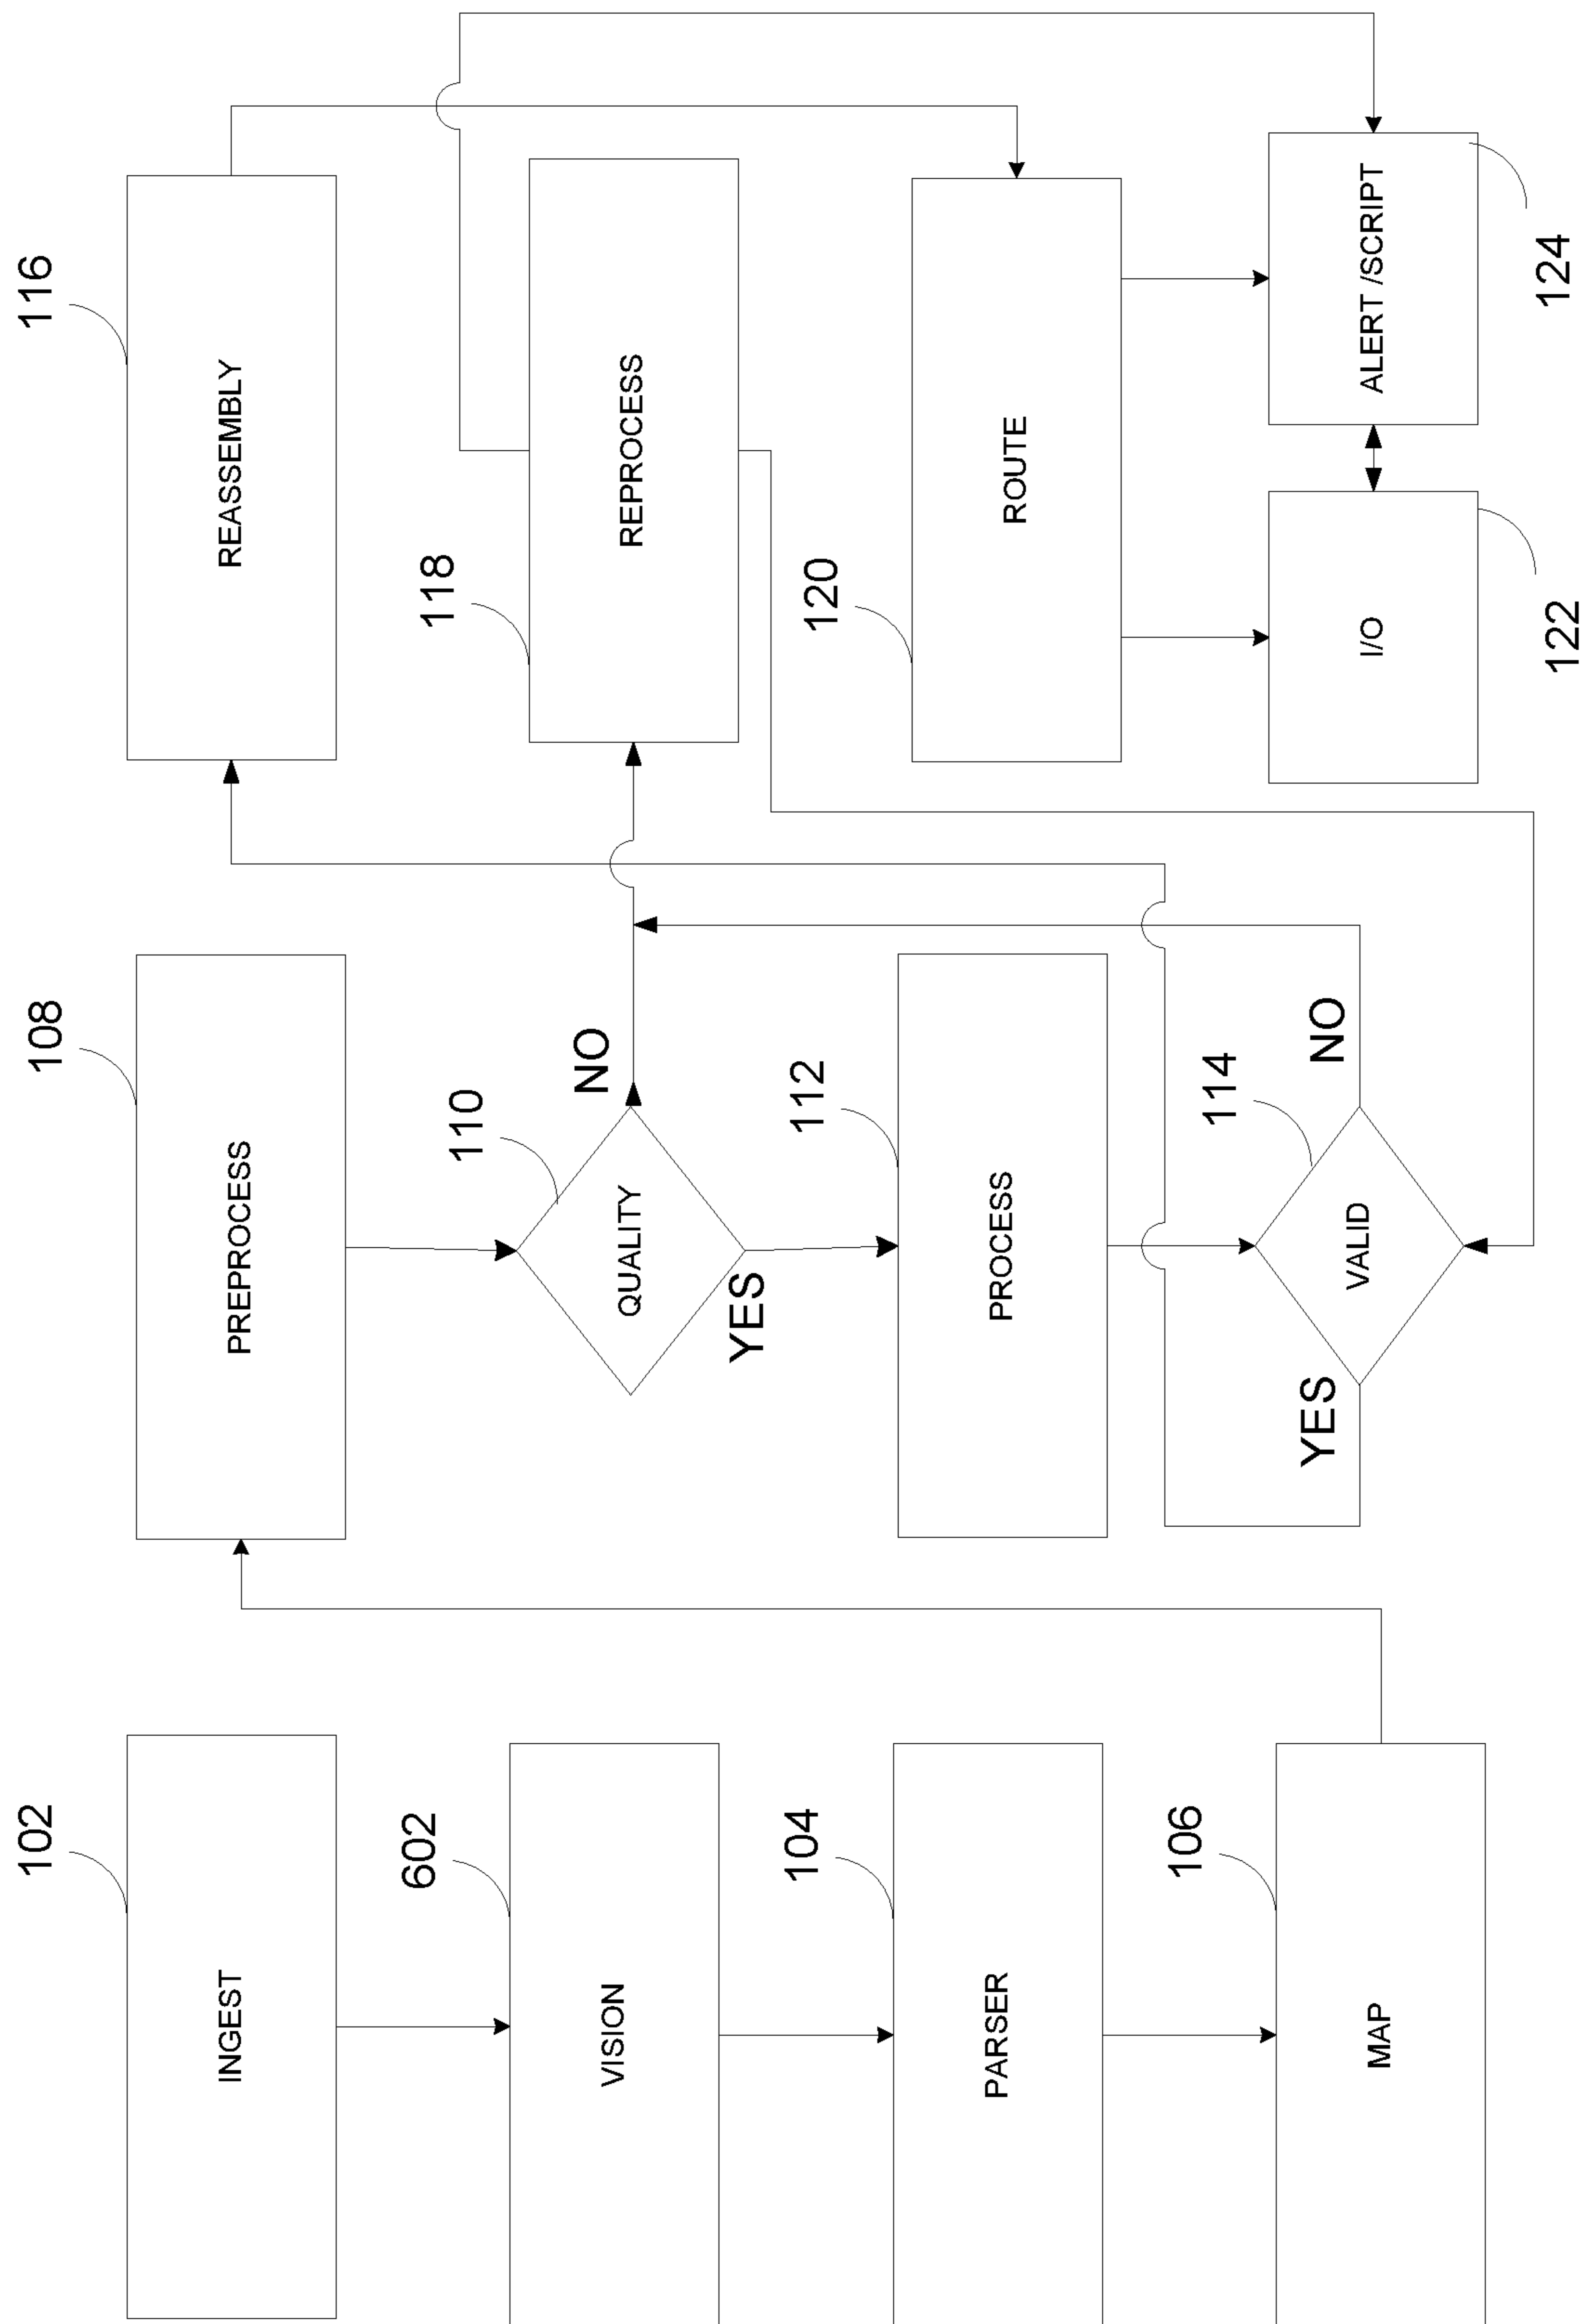 102
INGEST
602
VISION
104
PARSER
106
MAP
108
PREPROCESS
110
QUALITY
NO
YES
112
PROCESS
114
VALID
NO
YES
116
REASSEMBLY
118
REPROCESS
120
ROUTE
I/O
122
ALERT /SCRIPT
124